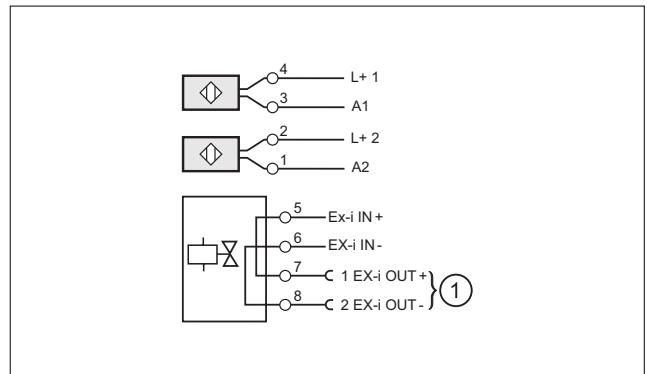 4 L+ 1
3 A1
2 L+ 2
1 A2
5 Ex-i IN +
6 EX-i IN -
7 1 EX-i OUT +
8 2 EX-i OUT -
1